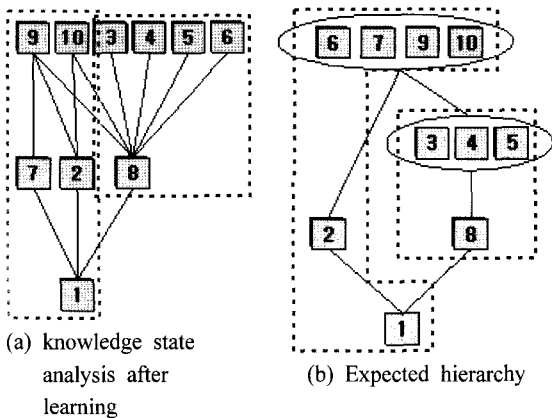 9 10 3 4 5 6
7 2 8
1
(a) knowledge state
analysis after
learning
6 7 9 10
3 4 5
2 8
1
(b) Expected hierarchy